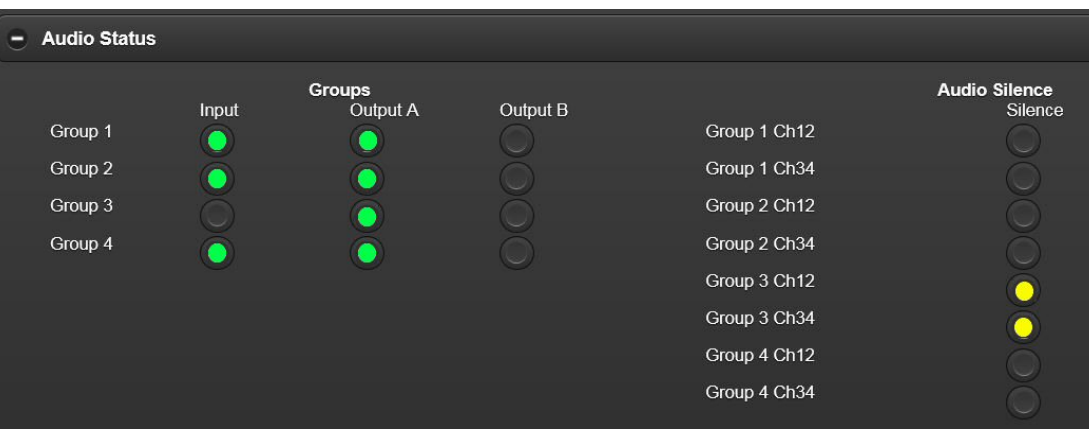 Audio Status
Groups
Audio Silence
Input Output A Output B
Silence
Group 1
Group 2
Group 3
Group 4
Group 1 Ch12
Group 1 Ch34
Group 2 Ch12
Group 2 Ch34
Group 3 Ch12
Group 3 Ch34
Group 4 Ch12
Group 4 Ch34